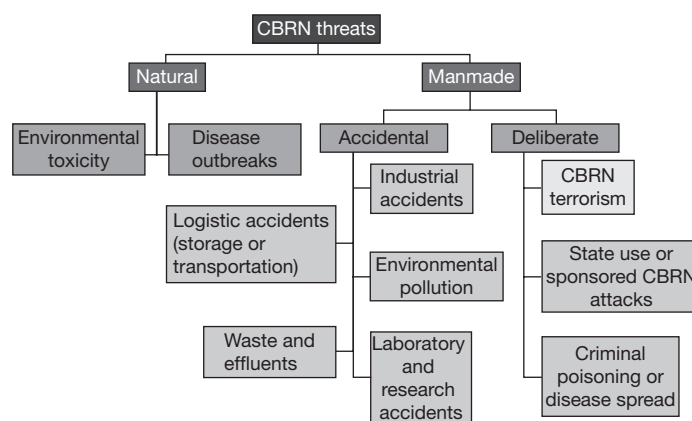 CBRN threats
Natural
Manmade
Environmental
toxicity
Disease
outbreaks
Accidental
Deliberate
Industrial
accidents
CBRN
terrorism
Logistic accidents
(storage or
transportation)
Environmental
pollution
State use or
sponsored CBRN
attacks
Waste and
effluents
Laboratory
and
research
accidents
Criminal
poisoning or
disease spread